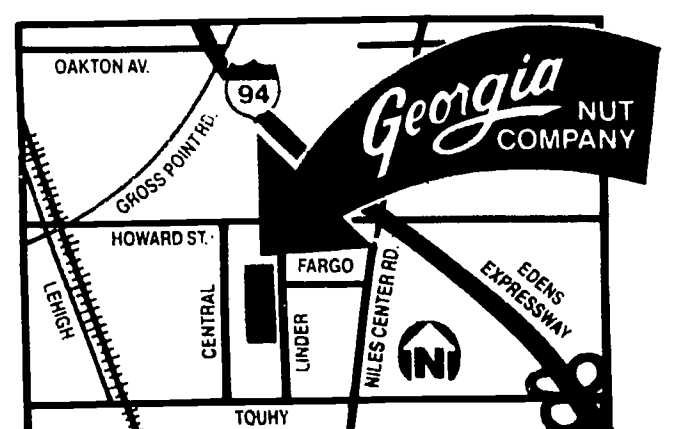 OAKTON AV.
94
Georgia
NUT
COMPANY
GROSS POINT RD.
HOWARD ST.
FARGO
EDENS
EXPRESSWAY
LEHIGH
CENTRAL
LINDER
NILES CENTER RD.
N
TOUHY